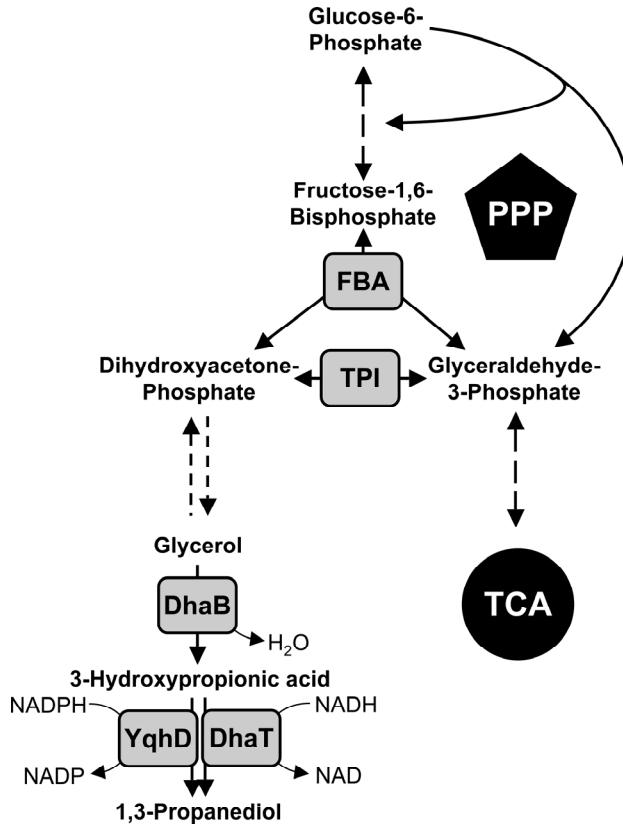 Glucose-6-
Phosphate
Fructose-1,6-
Bisphosphate
PPP
FBA
Dihydroxyacetone-
Phosphate
TPI
Glyceraldehyde-
3-Phosphate
Glycerol
DhaB
H₂O
TCA
3-Hydroxypropionic acid
NADPH
NADH
YqhD
DhaT
NADP
NAD
1,3-Propanediol